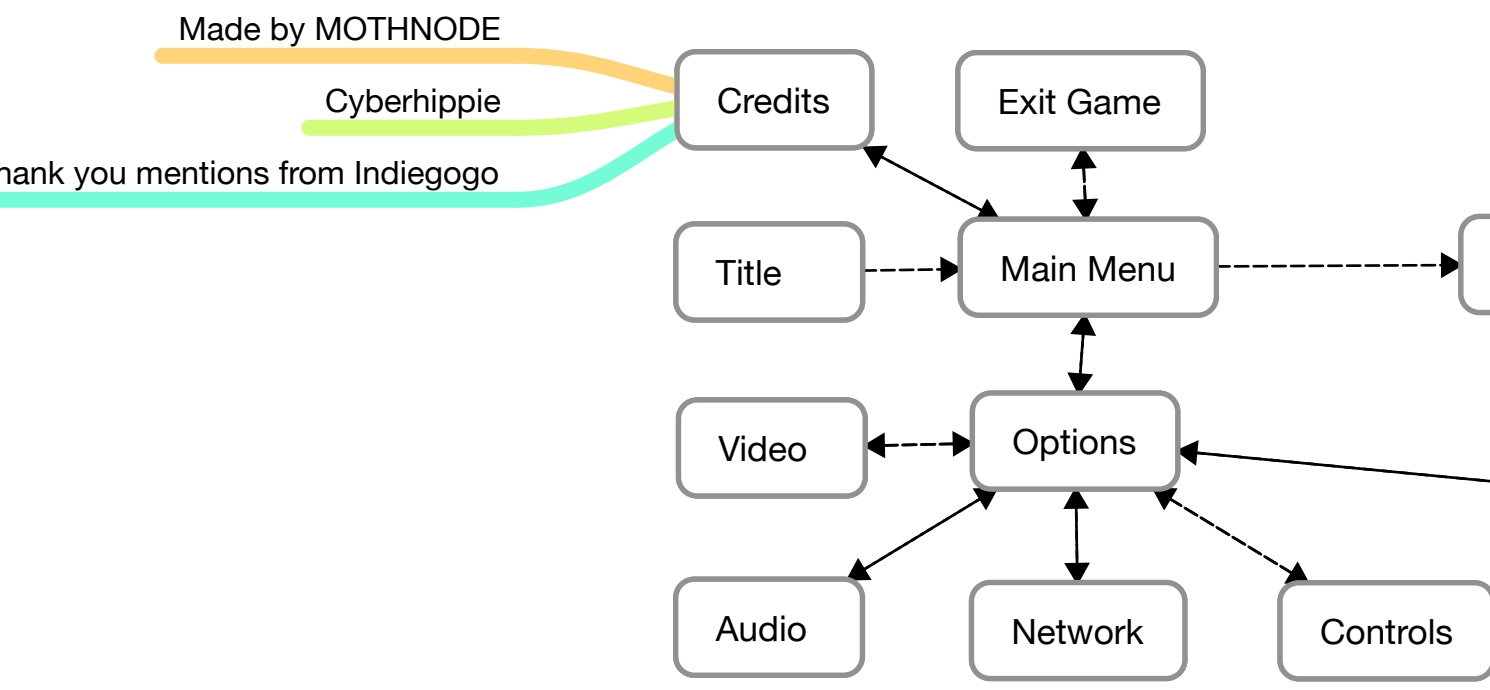 Made by MOTHNODE
Cyberhippie
you mentions from Indiegogo
Credits
Exit Game
Title
Main Menu
Video
Options
Audio
Network
Controls